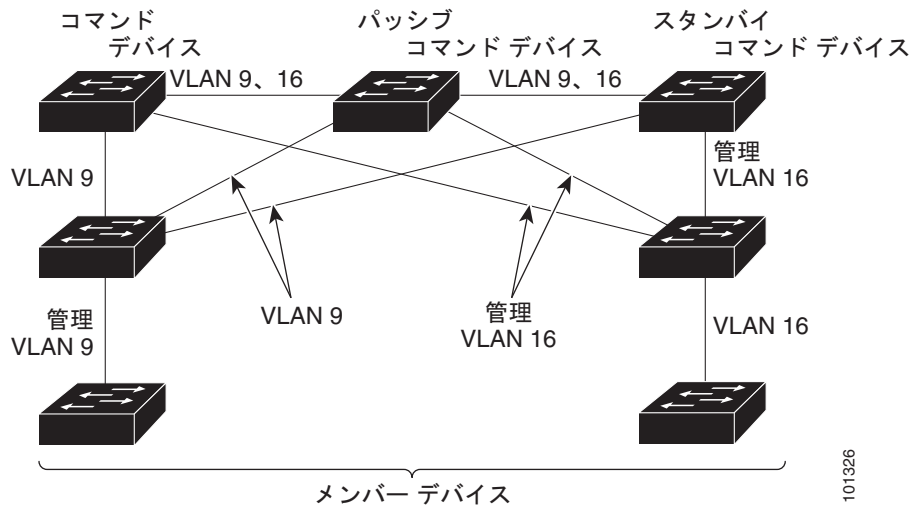 コマンド
デバイス
パッシブ
コマンド デバイス
スタンバイ
コマンド デバイス
VLAN 9、16
VLAN 9、16
VLAN 9
管理
VLAN 16
管理
VLAN 9
VLAN 9
管理
VLAN 16
VLAN 16
メンバー デバイス
101326